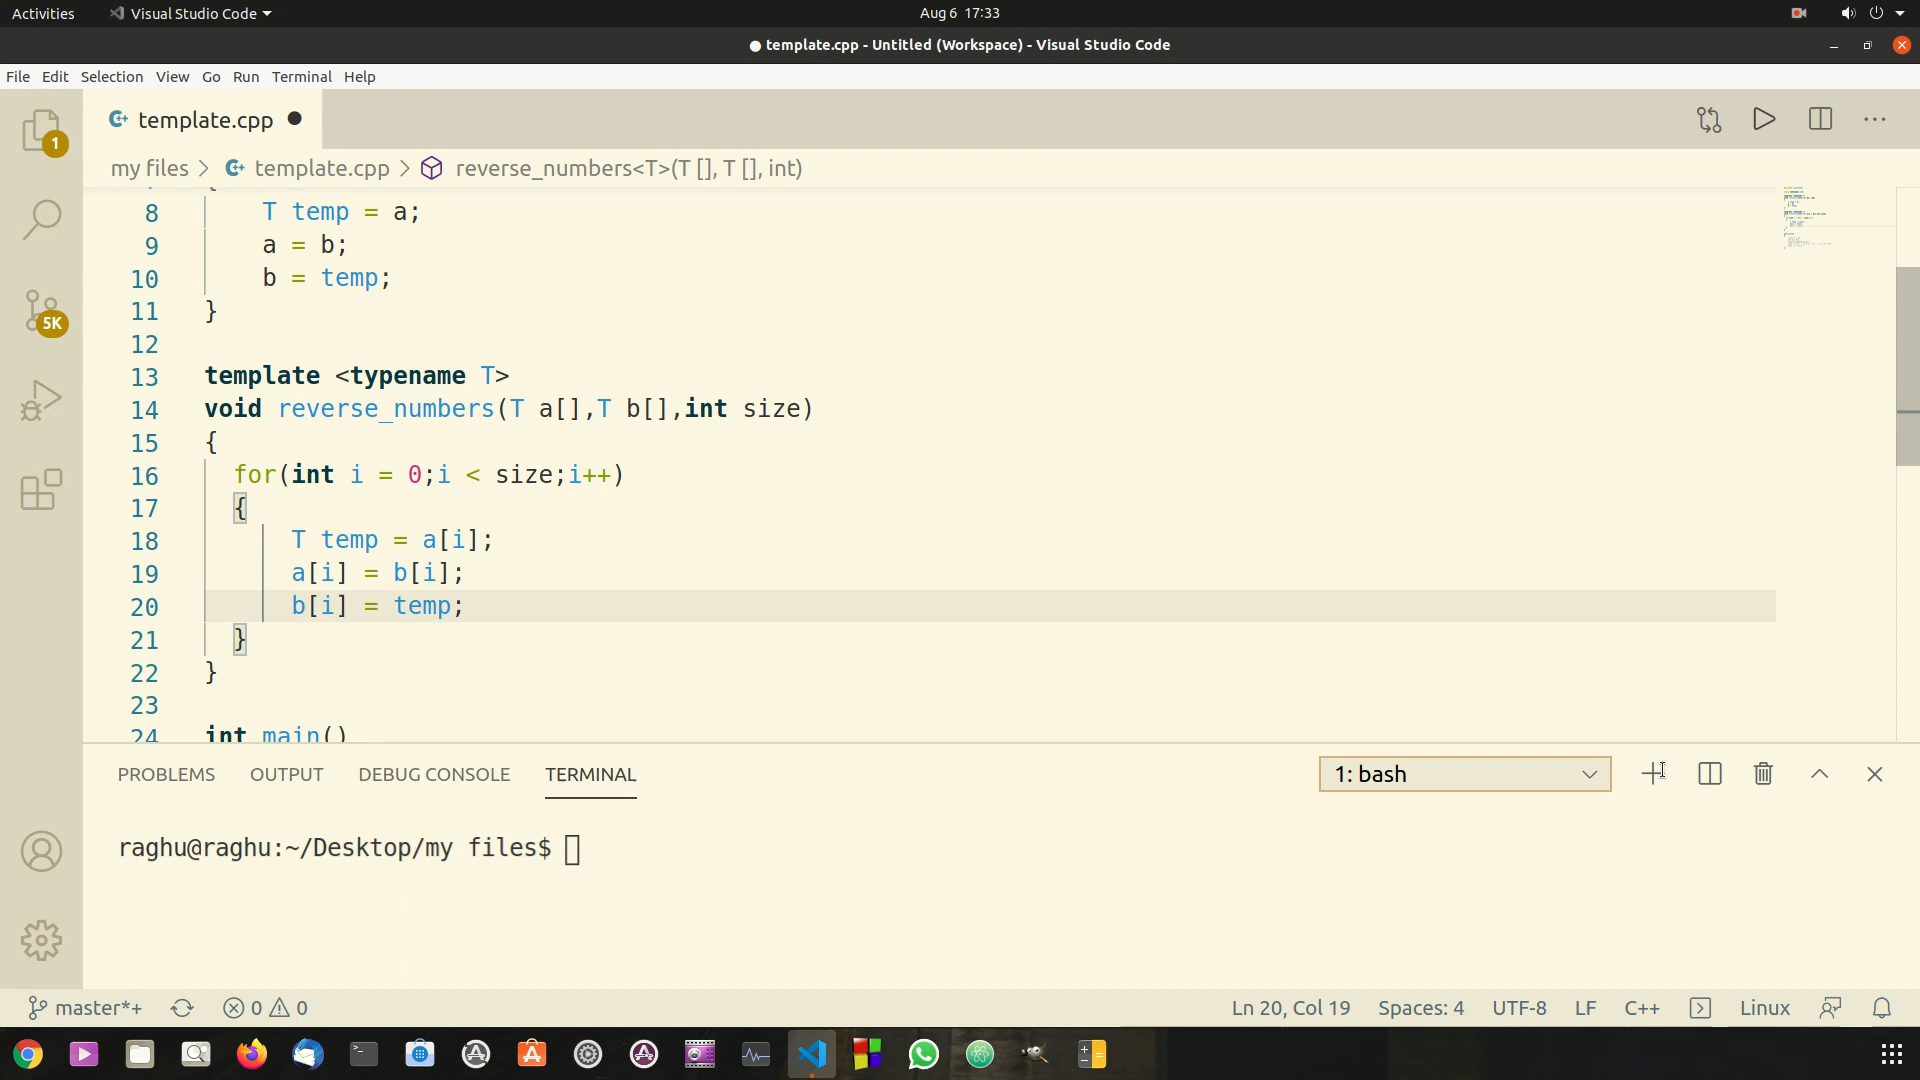 Activities Visual Studio Code Aug 6 17:33
● template.cpp - Untitled (Workspace) - Visual Studio Code
File Edit Selection View Go Run Terminal Help
1
5K
template.cpp ●
my files > template.cpp > reverse_numbers<T>(T [], T [], int)
8 T temp = a;
9 a = b;
10 b = temp;
11 }
12
13 template <typename T>
14 void reverse_numbers(T a[],T b[],int size)
15 {
16 for(int i = 0;i < size;i++)
17 {
18 T temp = a[i];
19 a[i] = b[i];
20 b[i] = temp;
21 }
22 }
23
24 int main()
PROBLEMS OUTPUT DEBUG CONSOLE TERMINAL 1: bash
raghu@raghu:~/Desktop/my files$
master*+ 0 0 Ln 20, Col 19 Spaces: 4 UTF-8 LF C++ Linux